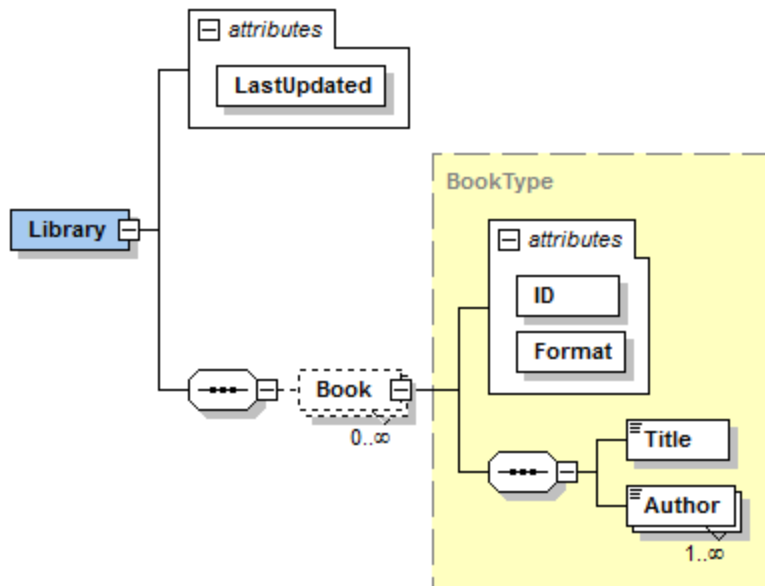 attributes
LastUpdated
BookType
Library
attributes
ID
Format
Book
0..∞
Title
Author
1..∞